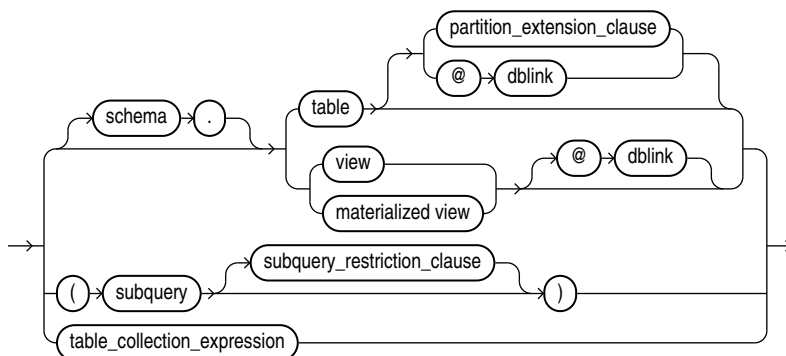 partition_extension_clause
@ dblink
schema . table
view @ dblink
materialized view
subquery_restriction_clause
( subquery )
table_collection_expression